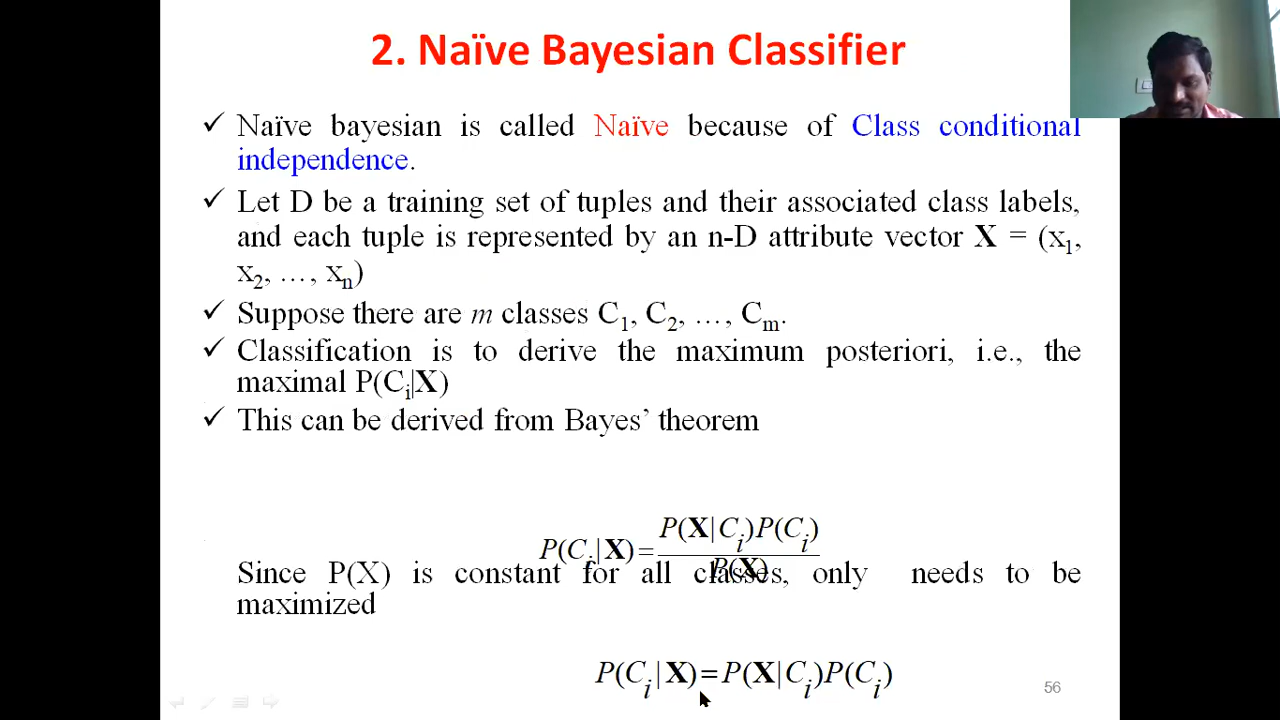 2. Naïve Bayesian Classifier
✓ Naïve bayesian is called Naïve because of Class conditional
independence.
✓ Let D be a training set of tuples and their associated class labels,
and each tuple is represented by an n-D attribute vector X = (x1,
x2, …, xn)
✓ Suppose there are m classes C1, C2, …, Cm.
✓ Classification is to derive the maximum posteriori, i.e., the
maximal P(Ci|X)
✓ This can be derived from Bayes’ theorem
P(Ci|X) = P(X|Ci)P(Ci) / P(X)
Since P(X) is constant for all classes, only needs to be
maximized
P(Ci|X) = P(X|Ci)P(Ci)
56